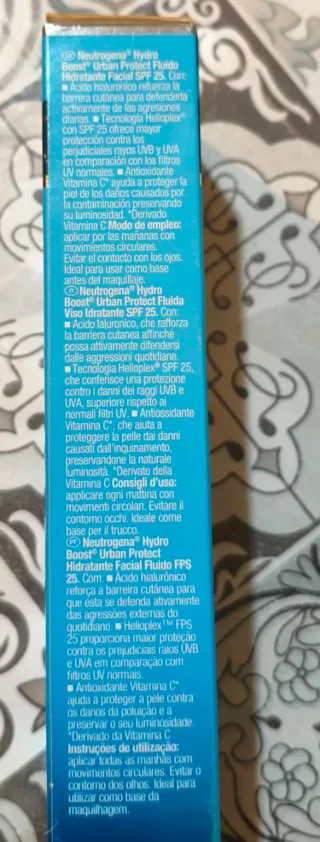 ES Neutrogena® Hydro
Boost® Urban Protect Fluido
Hidratante Facial SPF 25. Con:
■ Ácido hialurónico refuerza la
barrera cutánea para defenderla
activamente de las agresiones
diarias. ■ Tecnología Helioplex®
con SPF 25 ofrece mayor
protección contra los
perjudiciales rayos UVB y UVA
en comparación con los filtros
UV normales. ■ Antioxidante
Vitamina C* ayuda a proteger la
piel de los daños causados por
la contaminación preservando
su luminosidad. *Derivado
Vitamina C Modo de empleo:
aplicar por las mañanas con
movimientos circulares.
Evitar el contacto con los ojos.
Ideal para usar como base
antes del maquillaje.
IT Neutrogena® Hydro
Boost® Urban Protect Fluida
Viso Idratante SPF 25. Con:
■ Acido Ialuronico, che rafforza
la barriera cutanea affinché
possa attivamente difendersi
dalle aggressioni quotidiane.
■ Tecnologia Helioplex® SPF 25,
che conferisce una protezione
contro i danni dei raggi UVB e
UVA, superiore rispetto ai
normali filtri UV. ■ Antiossidante
Vitamina C*, che aiuta a
proteggere la pelle dai danni
causati dall'inquinamento,
preservandone la naturale
luminosità. *Derivato della
Vitamina C Consigli d'uso:
applicare ogni mattina con
movimenti circolari. Evitare il
contorno occhi. Ideale come
base per il trucco.
PT Neutrogena® Hydro
Boost® Urban Protect
Hidratante Facial Fluido FPS
25. Com: ■ Ácido hialurónico
reforça a barreira cutânea para
que esta se defenda ativamente
das agressões externas do
quotidiano. ■ Helioplex™ FPS
25 proporciona maior proteção
contra os prejudiciais raios UVB
e UVA em comparação com
filtros UV normais.
■ Antioxidante Vitamina C*
ajuda a proteger a pele contra
os danos da poluição e a
preservar o seu luminosidade.
*Derivado da Vitamina C
Instruções de utilização:
aplicar todas as manhãs com
movimentos circulares. Evitar o
contorno dos olhos. Ideal para
utilizar como base da
maquilhagem.